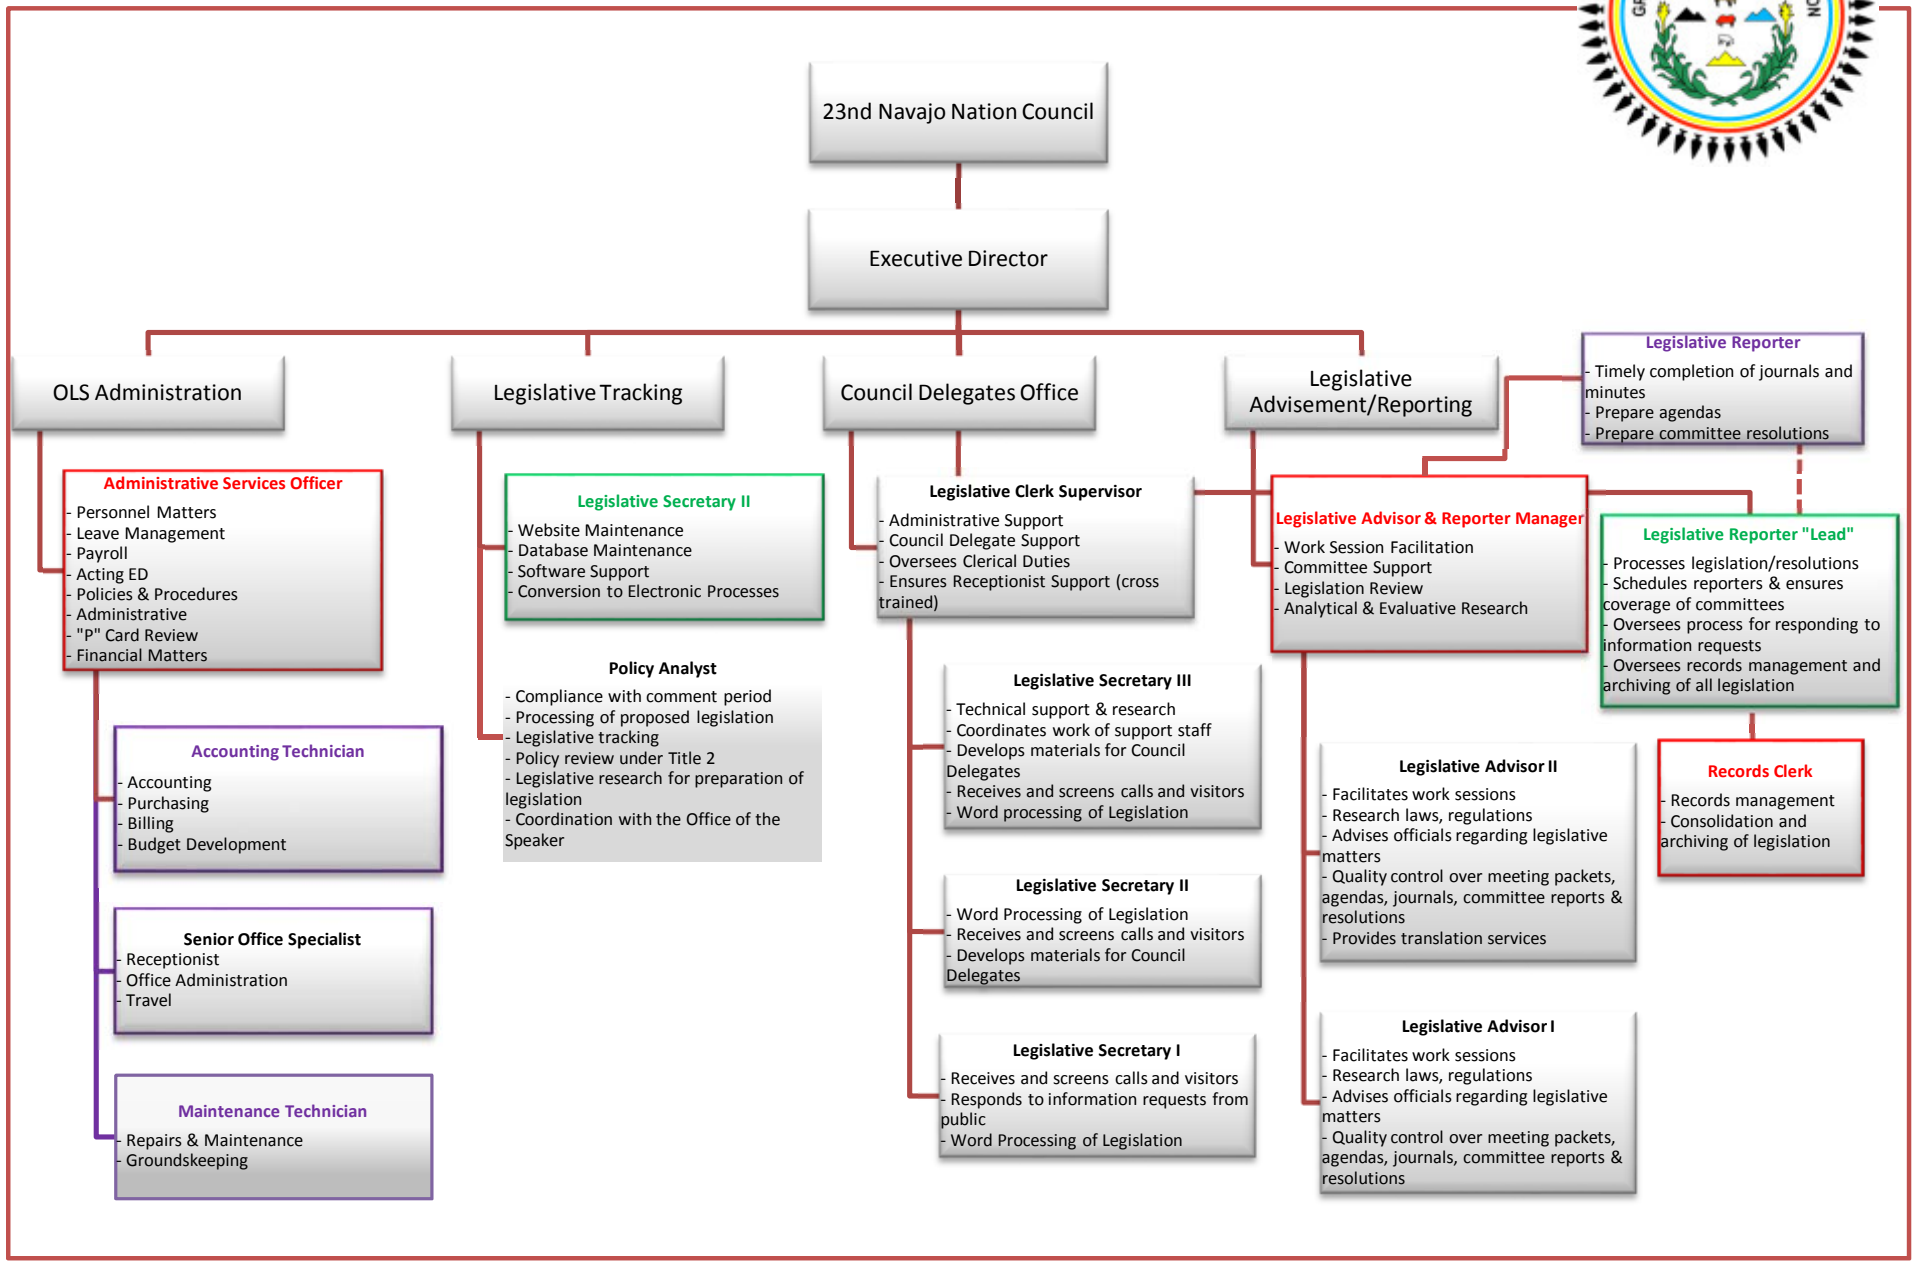 GR
NO
23nd Navajo Nation Council
Executive Director
OLS Administration
Legislative Tracking
Council Delegates Office
Legislative
Advisement/Reporting
Legislative Reporter
- Timely completion of journals and
minutes
- Prepare agendas
- Prepare committee resolutions
Administrative Services Officer
- Personnel Matters
- Leave Management
- Payroll
- Acting ED
- Policies & Procedures
- Administrative
- "P" Card Review
- Financial Matters
Accounting Technician
- Accounting
- Purchasing
- Billing
- Budget Development
Senior Office Specialist
- Receptionist
- Office Administration
- Travel
Maintenance Technician
- Repairs & Maintenance
- Groundskeeping
Legislative Secretary II
- Website Maintenance
- Database Maintenance
- Software Support
- Conversion to Electronic Processes
Policy Analyst
- Compliance with comment period
- Processing of proposed legislation
- Legislative tracking
- Policy review under Title 2
- Legislative research for preparation of
legislation
- Coordination with the Office of the
Speaker
Legislative Clerk Supervisor
- Administrative Support
- Council Delegate Support
- Oversees Clerical Duties
- Ensures Receptionist Support (cross
trained)
Legislative Secretary III
- Technical support & research
- Coordinates work of support staff
- Develops materials for Council
Delegates
- Receives and screens calls and visitors
- Word processing of Legislation
Legislative Secretary II
- Word Processing of Legislation
- Receives and screens calls and visitors
- Develops materials for Council
Delegates
Legislative Secretary I
- Receives and screens calls and visitors
- Responds to information requests from
public
- Word Processing of Legislation
Legislative Advisor & Reporter Manager
- Work Session Facilitation
- Committee Support
- Legislation Review
- Analytical & Evaluative Research
Legislative Advisor II
- Facilitates work sessions
- Research laws, regulations
- Advises officials regarding legislative
matters
- Quality control over meeting packets,
agendas, journals, committee reports &
resolutions
- Provides translation services
Legislative Advisor I
- Facilitates work sessions
- Research laws, regulations
- Advises officials regarding legislative
matters
- Quality control over meeting packets,
agendas, journals, committee reports &
resolutions
Legislative Reporter "Lead"
- Processes legislation/resolutions
- Schedules reporters & ensures
coverage of committees
- Oversees process for responding to
information requests
- Oversees records management and
archiving of all legislation
Records Clerk
- Records management
- Consolidation and
archiving of legislation